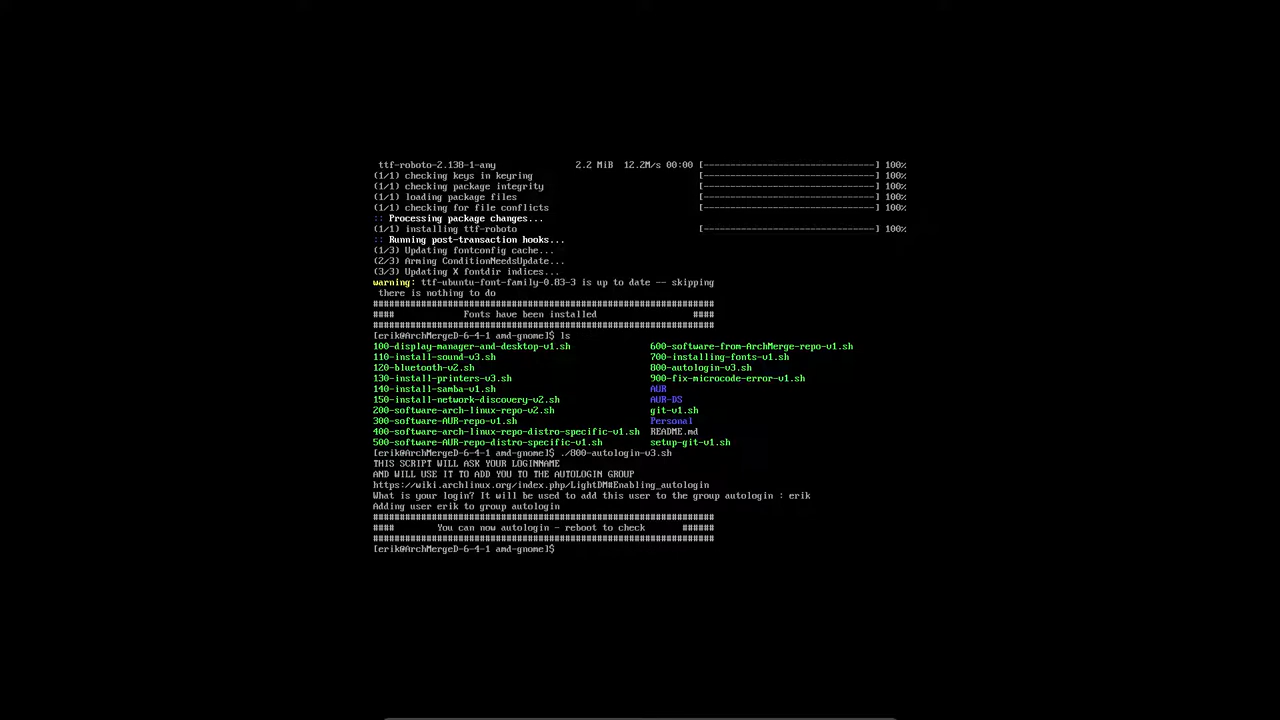 ttf-roboto-2.138-1-any 2.2 MiB 12.2M/s 00:00 [--------------------------------] 100%
(1/1) checking keys in keyring [--------------------------------] 100%
(1/1) checking package integrity [--------------------------------] 100%
(1/1) loading package files [--------------------------------] 100%
(1/1) checking for file conflicts [--------------------------------] 100%
:: Processing package changes...
(1/1) installing ttf-roboto [--------------------------------] 100%
:: Running post-transaction hooks...
(1/3) Updating fontconfig cache...
(2/3) Arming ConditionNeedsUpdate...
(3/3) Updating X fontdir indices...
warning: ttf-ubuntu-font-family-0.83-3 is up to date -- skipping
there is nothing to do
################################################################
#### Fonts have been installed ####
################################################################
[erik@ArchMergeD-6-4-1 amd-gnome]$ ls
100-display-manager-and-desktop-v1.sh 600-software-from-ArchMerge-repo-v1.sh
110-install-sound-v3.sh 700-installing-fonts-v1.sh
120-bluetooth-v2.sh 800-autologin-v3.sh
130-install-printers-v3.sh 900-fix-microcode-error-v1.sh
140-install-samba-v1.sh AUR
150-install-network-discovery-v2.sh AUR-DS
200-software-arch-linux-repo-v2.sh git-v1.sh
300-software-AUR-repo-v1.sh Personal
400-software-arch-linux-repo-distro-specific-v1.sh README.md
500-software-AUR-repo-distro-specific-v1.sh setup-git-v1.sh
[erik@ArchMergeD-6-4-1 amd-gnome]$ ./800-autologin-v3.sh
THIS SCRIPT WILL ASK YOUR LOGINNAME
AND WILL USE IT TO ADD YOU TO THE AUTOLOGIN GROUP
https://wiki.archlinux.org/index.php/LightDM#Enabling_autologin
What is your login? It will be used to add this user to the group autologin : erik
Adding user erik to group autologin
################################################################
#### You can now autologin - reboot to check ######
################################################################
[erik@ArchMergeD-6-4-1 amd-gnome]$